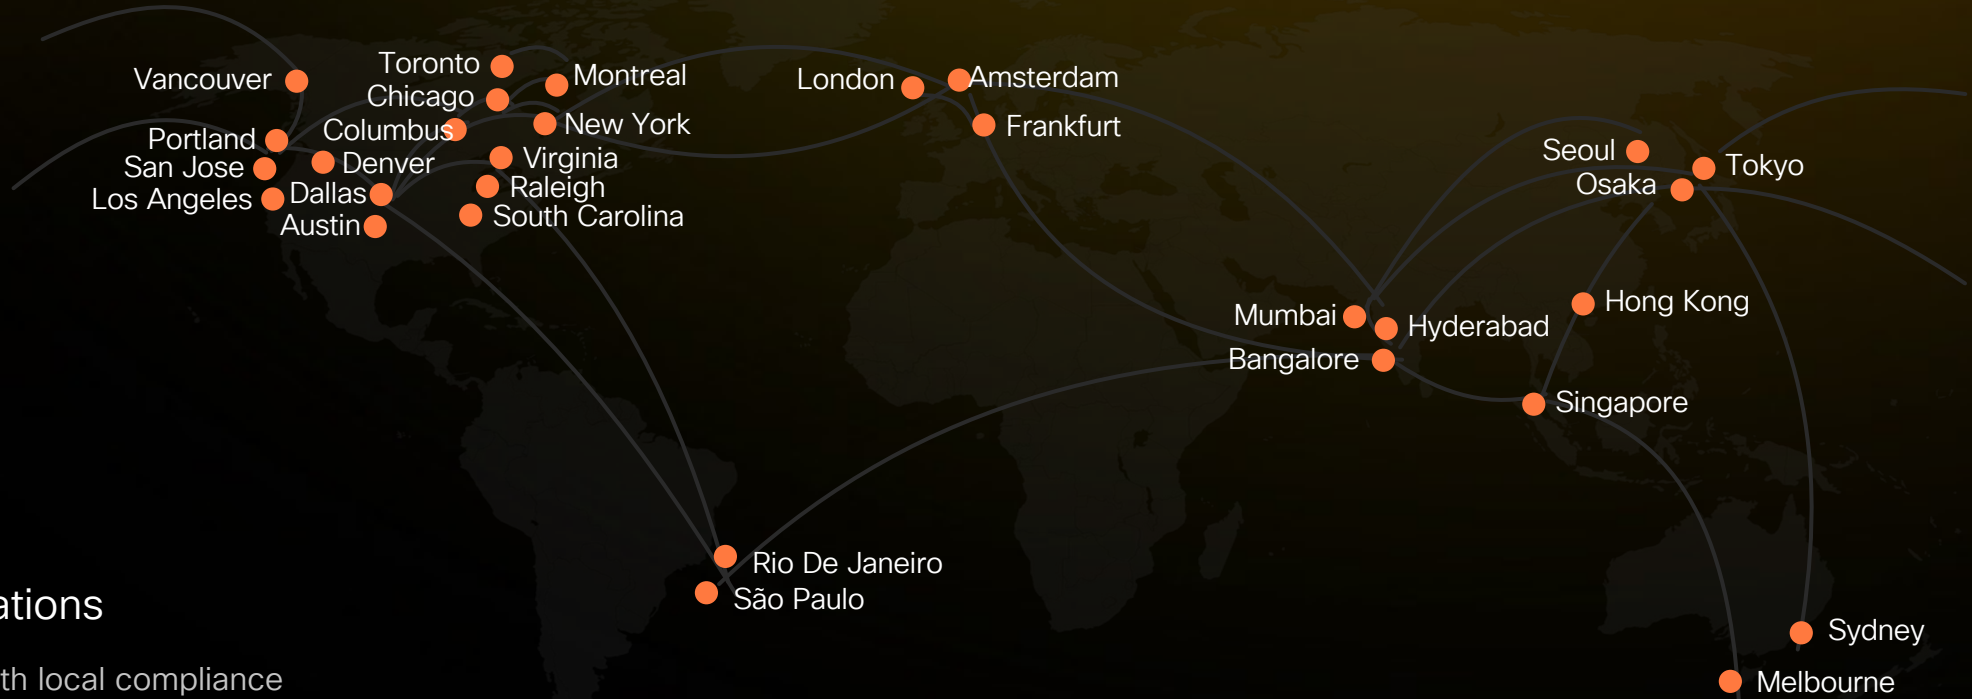 Toronto
Montreal
Vancouver
Chicago
London
Amsterdam
Columbus
New York
Frankfurt
Portland
Denver
Virginia
San Jose
Dallas
Raleigh
Los Angeles
Austin
South Carolina
Seoul
Tokyo
Osaka
Mumbai
Hyderabad
Hong Kong
Bangalore
Singapore
Rio De Janeiro
São Paulo
Sydney
Melbourne
ations
th local compliance